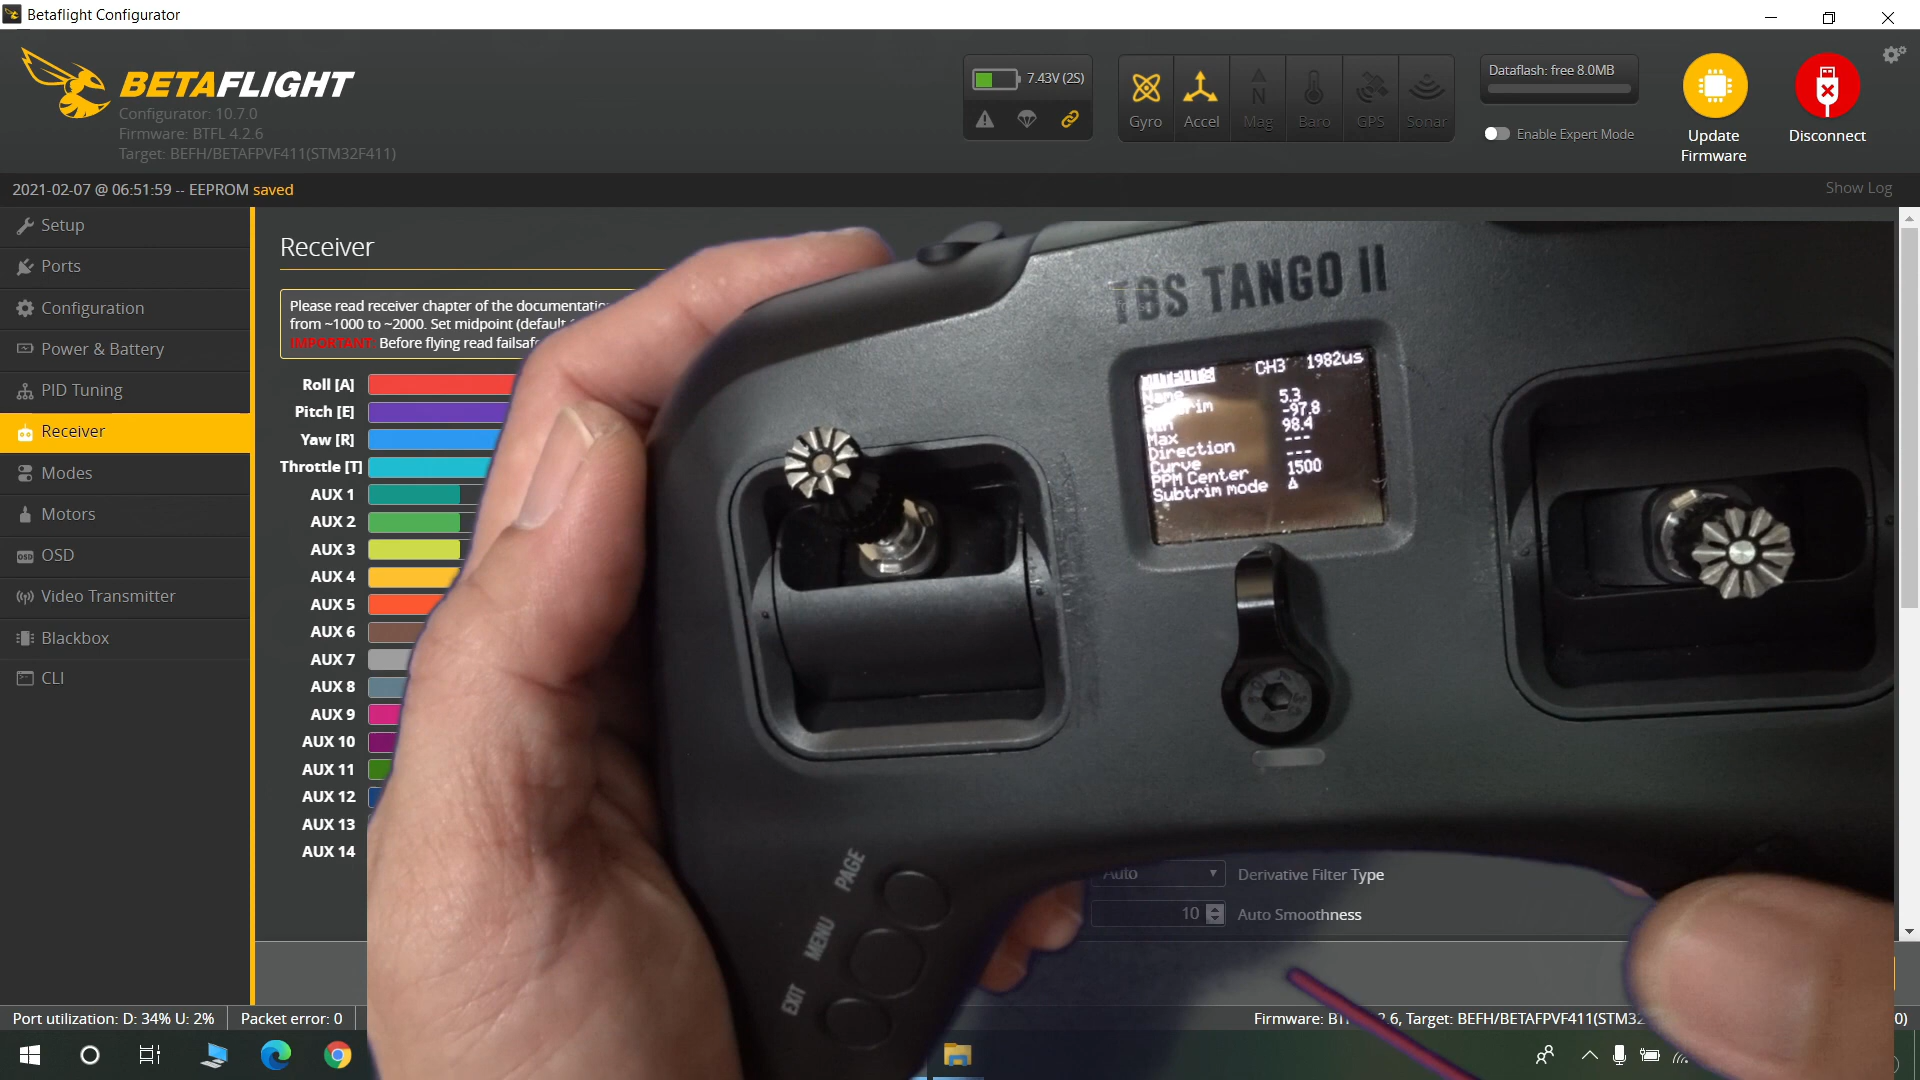 Betaflight Configurator
BETAFLIGHT
Configurator: 10.7.0
Firmware: BTFL 4.2.6
Target: BEFH/BETAFPVF411(STM32F411)
7.43V (2S)
Gyro
Accel
Mag
Baro
GPS
Sonar
Dataflash: free 8.0MB
Enable Expert Mode
Update
Firmware
Disconnect
2021-02-07 @ 06:51:59 -- EEPROM saved
Show Log
Setup
Ports
Configuration
Power & Battery
PID Tuning
Receiver
Modes
Motors
OSD
Video Transmitter
Blackbox
CLI
Receiver
Please read receiver chapter of the
from ~1000 to ~2000. Set midpoint
IMPORTANT: Before flying read
Roll [A]
Pitch [E]
Yaw [R]
Throttle [T]
AUX 1
AUX 2
AUX 3
AUX 4
AUX 5
AUX 6
AUX 7
AUX 8
AUX 9
AUX 10
AUX 11
AUX 12
AUX 13
AUX 14
TBS TANGO II
CH3 1982us
Name
5.3
-97.8
98.4
Max
Direction ---
Curve ---
PPM Center 1500
Subtrim mode Δ
PAGE
MENU
EXIT
Auto
Derivative Filter Type
10
Auto Smoothness
Port utilization: D: 34% U: 2%
Packet error: 0
Firmware: 2.6, Target: BEFH/BETAFPVF411(STM32